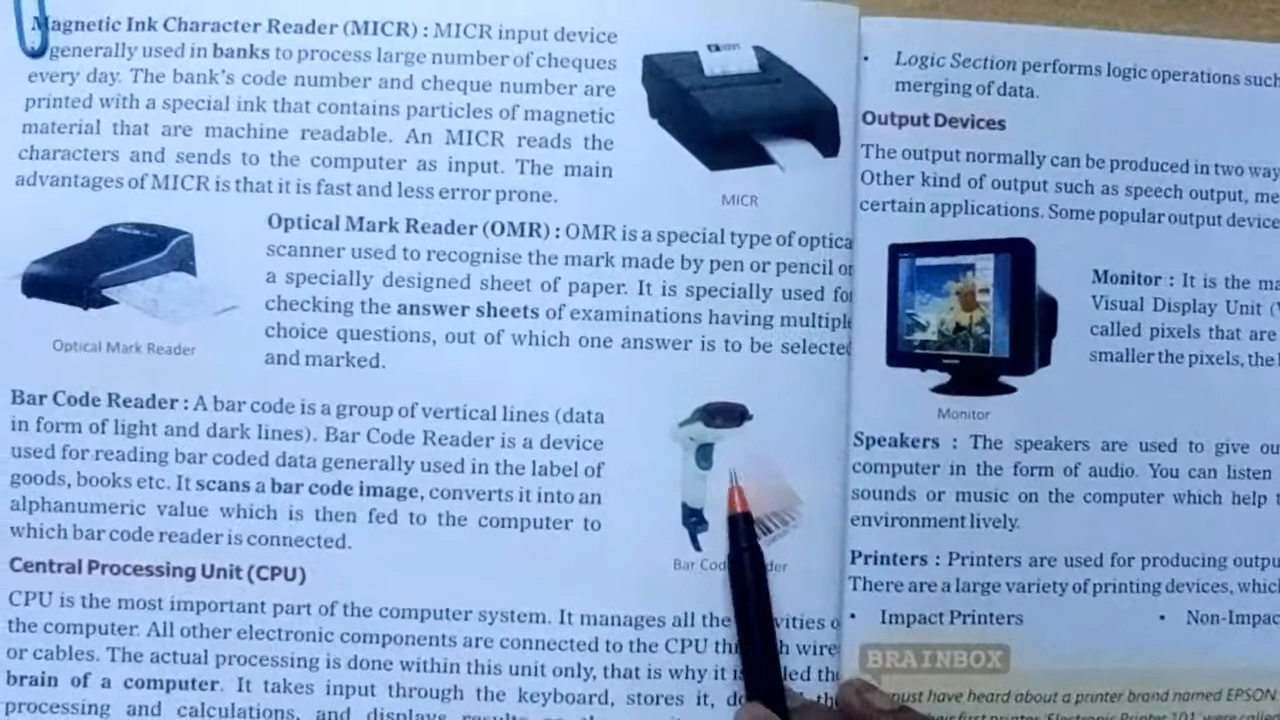 Magnetic Ink Character Reader (MICR) : MICR input device
generally used in banks to process large number of cheques
every day. The bank's code number and cheque number are
printed with a special ink that contains particles of magnetic
material that are machine readable. An MICR reads the
characters and sends to the computer as input. The main
advantages of MICR is that it is fast and less error prone.
MICR
Optical Mark Reader (OMR) : OMR is a special type of optica
scanner used to recognise the mark made by pen or pencil or
a specially designed sheet of paper. It is specially used fo
checking the answer sheets of examinations having multiple
choice questions, out of which one answer is to be selected
and marked.
Optical Mark Reader
Bar Code Reader : A bar code is a group of vertical lines (data
in form of light and dark lines). Bar Code Reader is a device
used for reading bar coded data generally used in the label of
goods, books etc. It scans a bar code image, converts it into an
alphanumeric value which is then fed to the computer to
which bar code reader is connected.
Bar Cod der
Central Processing Unit (CPU)
CPU is the most important part of the computer system. It manages all the vities o
the computer. All other electronic components are connected to the CPU th h wire
or cables. The actual processing is done within this unit only, that is why it is led the
brain of a computer. It takes input through the keyboard, stores it, do the
processing and calculations, and displays
• Logic Section performs logic operations such
merging of data.
Output Devices
The output normally can be produced in two way
Other kind of output such as speech output, me
certain applications. Some popular output device
Monitor : It is the ma
Visual Display Unit (
called pixels that are
smaller the pixels, the
Monitor
Speakers : The speakers are used to give ou
computer in the form of audio. You can listen
sounds or music on the computer which help
environment lively.
Printers : Printers are used for producing outpu
There are a large variety of printing devices, whic
• Impact Printers • Non-Impac
BRAINBOX
must have heard about a printer brand named EPSON.
first printer